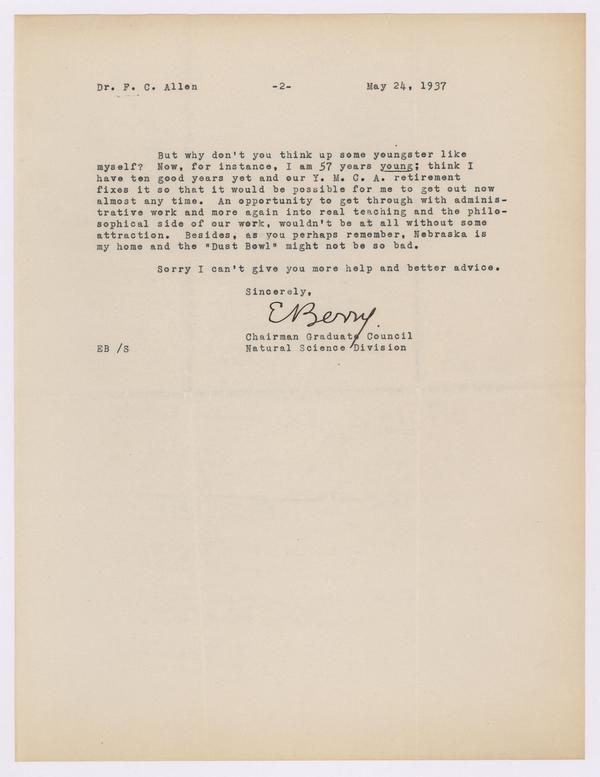 Dr. F. C. Allen -2- May 24, 1937
But why don't you think up some youngster like
myself? Now, for instance, I am 57 years young; think I
have ten good years yet and our Y. M. C. A. retirement
fixes it so that it would be possible for me to get out now
almost any time. An opportunity to get through with adminis-
trative work and more again into real teaching and the philo-
sophical side of our work, wouldn't be at all without some
attraction. Besides, as you perhaps remember, Nebraska is
my home and the "Dust Bowl" might not be so bad.
Sorry I can't give you more help and better advice.
Sincerely,
E Berry.
Chairman Graduate Council
EB /S Natural Science Division